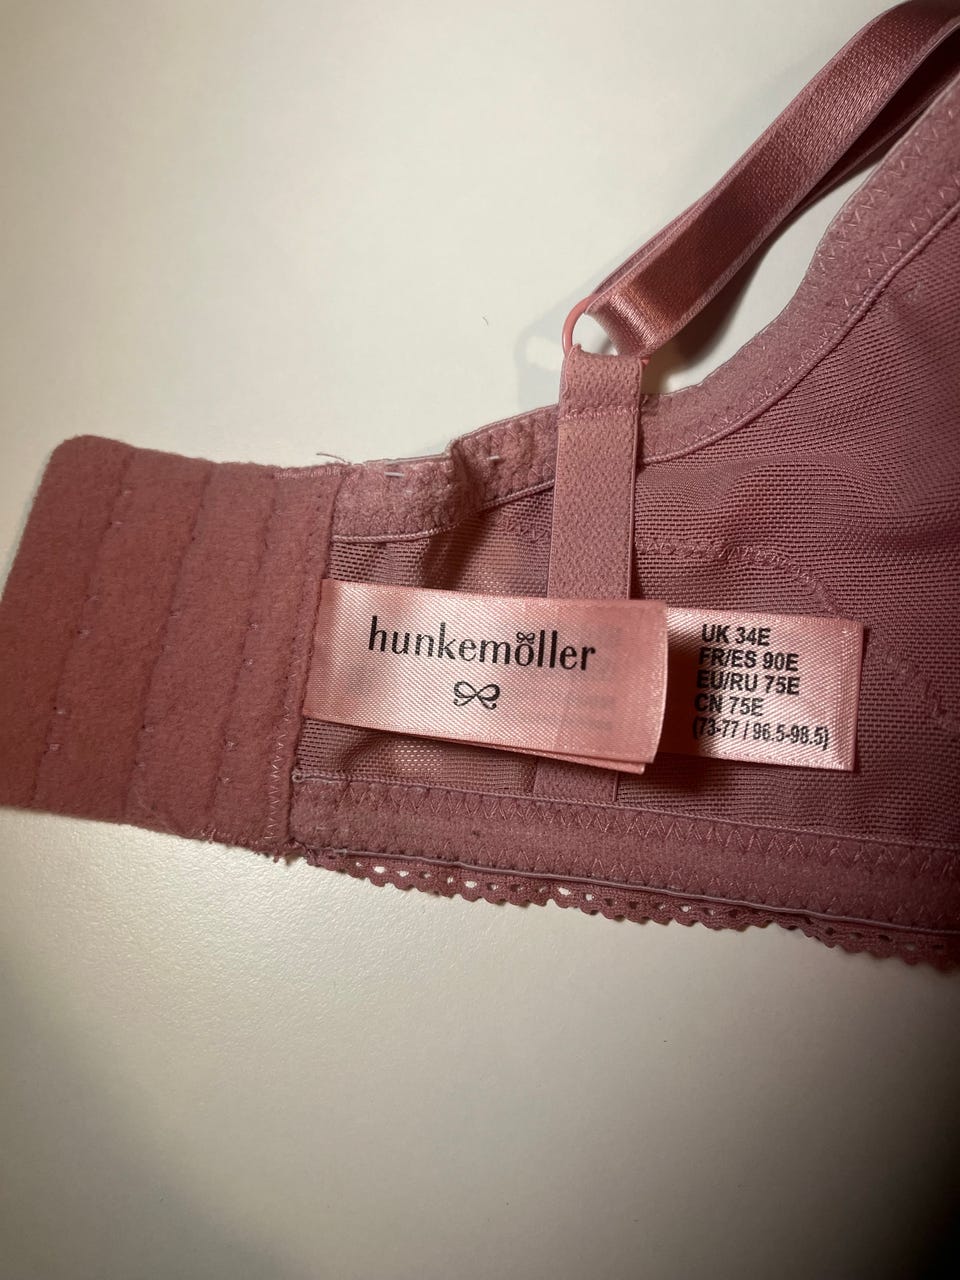 hunkemöller
UK 34E
FR/ES 90E
EU/RU 75E
CN 75E
(73-77 / 96.5-98.5)